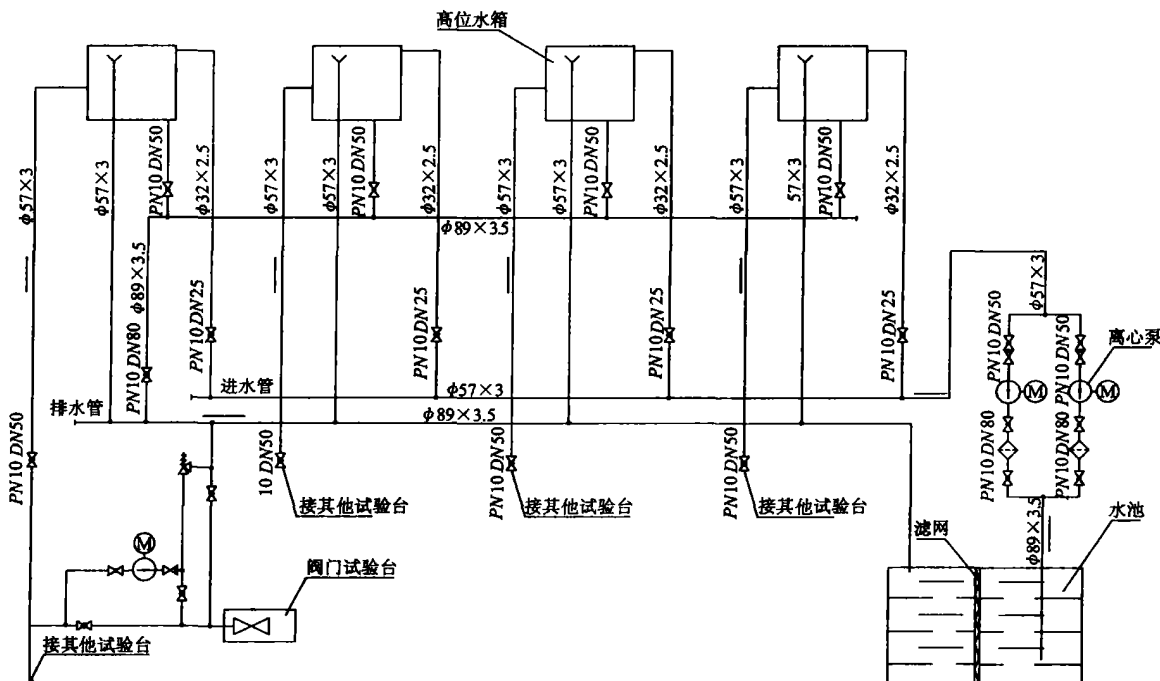 高位水箱
φ57×3
φ57×3
PN10 DN50
φ32×2.5
φ57×3
φ57×3
PN10 DN50
φ32×2.5
φ57×3
φ57×3
PN10 DN50
φ32×2.5
φ57×3
57×3
PN10 DN50
φ32×2.5
φ89×3.5
φ89×3.5
PN10 DN80
PN10 DN25
PN10 DN25
PN10 DN25
PN10 DN25
φ57×3
PN10 DN50
PN10 DN50
离心泵
M
M
进水管
φ57×3
排水管
φ89×3.5
PN10 DN50
10 DN50
PN10 DN50
PN10 DN50
PN10 DN80
PN10 DN80
接其他试验台
接其他试验台
接其他试验台
φ89×3.5
滤网
水池
M
阀门试验台
接其他试验台